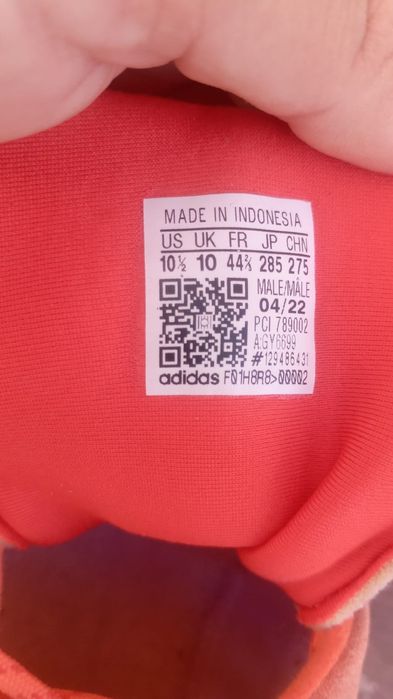 MADE IN INDONESIA
US UK FR JP CHN
10½ 10 44⅔ 285 275
MALE/MÂLE
04/22
PCI 789002
A:GY6699
#129486431
adidas F01H8R8>00002